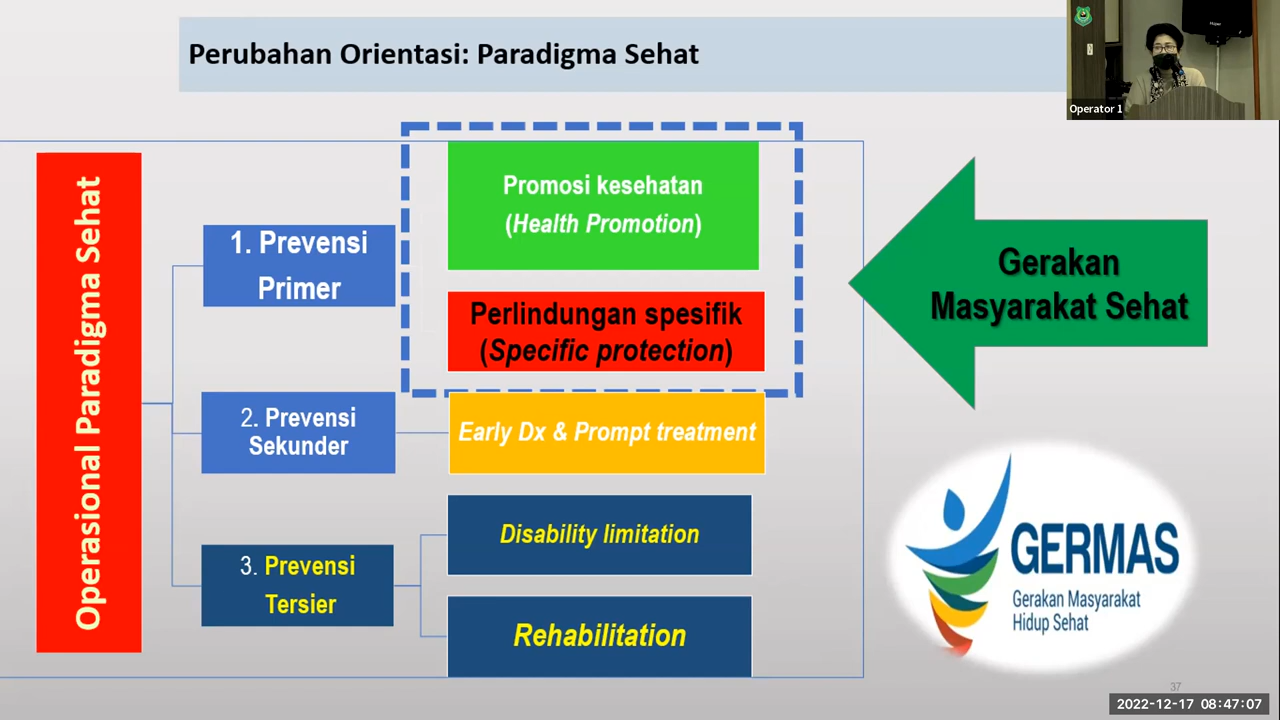 Perubahan Orientasi: Paradigma Sehat
Operator 1
Operasional Paradigma Sehat
1. Prevensi
Primer
Promosi kesehatan
(Health Promotion)
Perlindungan spesifik
(Specific protection)
Gerakan
Masyarakat Sehat
2. Prevensi
Sekunder
Early Dx & Prompt treatment
3. Prevensi
Tersier
Disability limitation
Rehabilitation
GERMAS
Gerakan Masyarakat
Hidup Sehat
37
2022-12-17 08:47:07